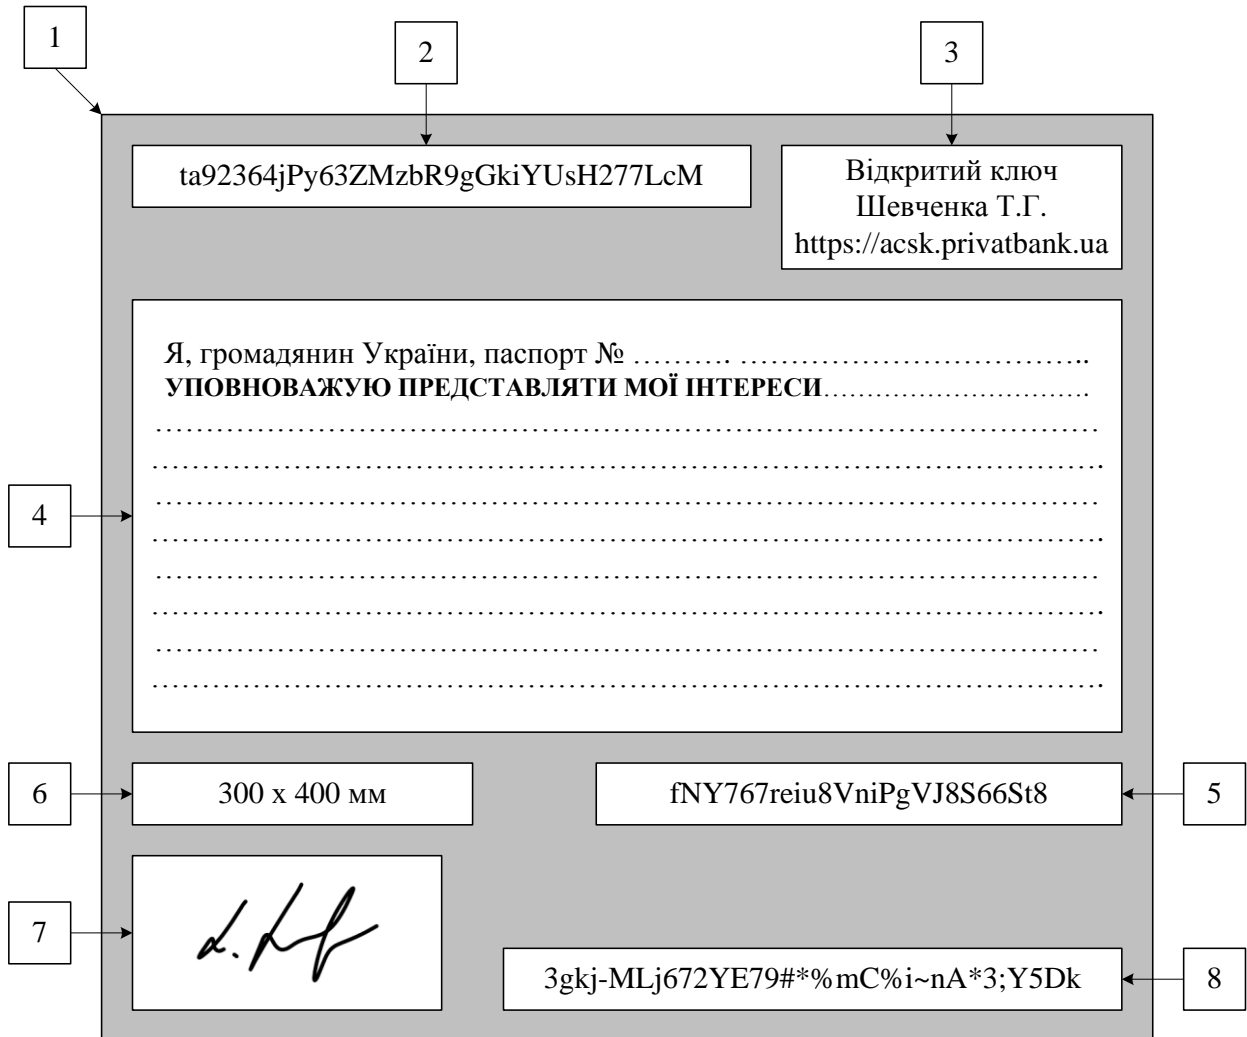 1
2
3
ta92364jPy63ZMzbR9gGkiYUsH277LcM
Відкритий ключ
Шевченка Т.Г.
https://acsk.privatbank.ua
Я, громадянин України, паспорт № ………. ……………………………..
УПОВНОВАЖУЮ ПРЕДСТАВЛЯТИ МОЇ ІНТЕРЕСИ………………………….
………………………………………………………………………………
……………………………………………………………………………….
………………………………………………………………………………
4
……………………………………………………………………………….
………………………………………………………………………………
……………………………………………………………………………….
………………………………………………………………………………
……………………………………………………………………………….
6
300 х 400 мм
fNY767reiu8VniPgVJ8S66St8
5
7
3gkj-MLj672YE79#*%mC%i~nA*3;Y5Dk
8